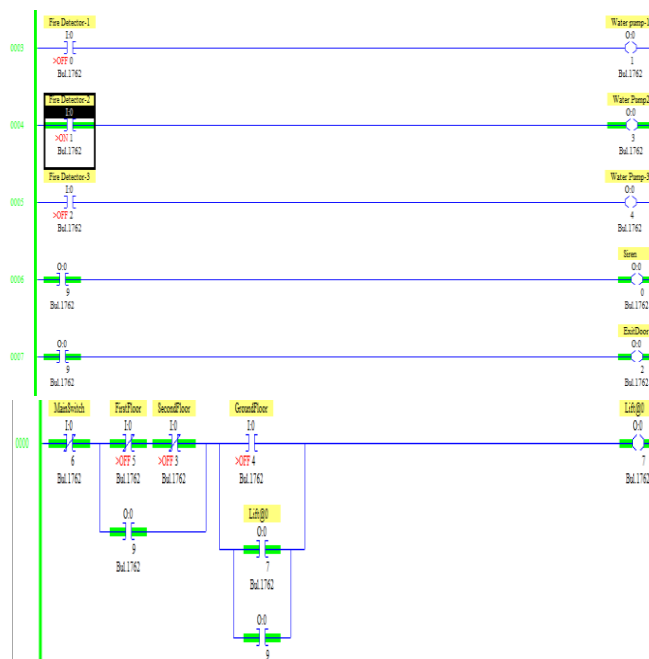 Fire Detector-1 Water pump-1
I:0 O:0
0003
>OFF 0 1
Bul.1762 Bul.1762
Fire Detector-2 Water Pump2
I:0 O:0
0004
>ON 1 3
Bul.1762 Bul.1762
Fire Detector-3 Water Pump-3
I:0 O:0
0005
>OFF 2 4
Bul.1762 Bul.1762
Siren
O:0 O:0
0006
9 0
Bul.1762 Bul.1762
ExitDoor
O:0 O:0
0007
9 2
Bul.1762 Bul.1762
MainSwitch FirstFloor SecondFloor GroundFloor Lift@0
I:0 I:0 I:0 I:0 O:0
0000
6 >OFF 5 >OFF 3 >OFF 4 7
Bul.1762 Bul.1762 Bul.1762 Bul.1762 Bul.1762
O:0 Lift@0
9 O:0
Bul.1762 7
Bul.1762
O:0
9